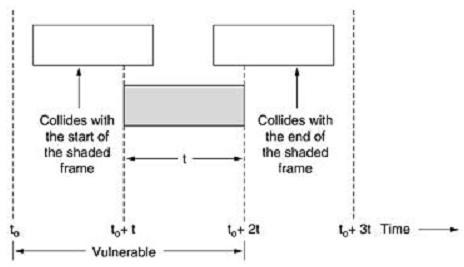 Collides with
the start of
the shaded
frame
Collides with
the end of
the shaded
frame
t
t₀
t₀+ t
t₀+ 2t
t₀+ 3t Time
Vulnerable